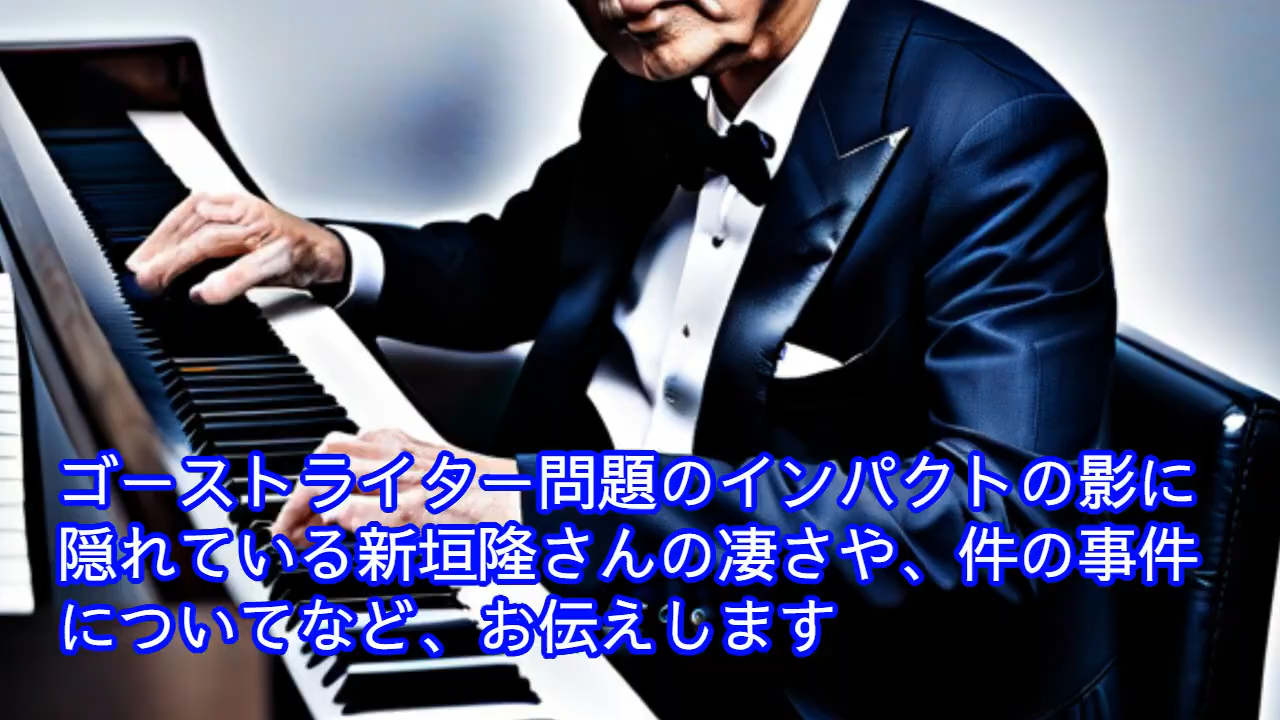 ゴーストライター問題のインパクトの影に
隠れている新垣隆さんの凄さや、件の事件
についてなど、お伝えします